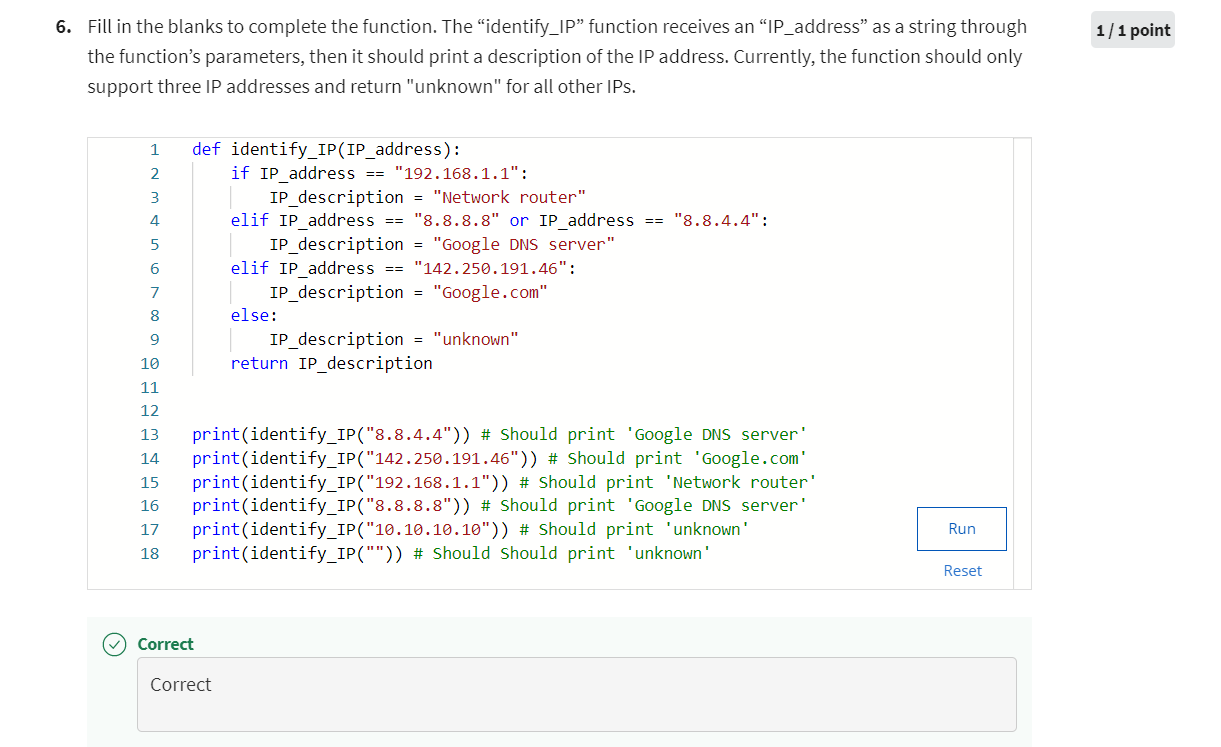 6. Fill in the blanks to complete the function. The “identify_IP” function receives an “IP_address” as a string through
the function’s parameters, then it should print a description of the IP address. Currently, the function should only
support three IP addresses and return "unknown" for all other IPs.
1 / 1 point
1 def identify_IP(IP_address):
2     if IP_address == "192.168.1.1":
3         IP_description = "Network router"
4     elif IP_address == "8.8.8.8" or IP_address == "8.8.4.4":
5         IP_description = "Google DNS server"
6     elif IP_address == "142.250.191.46":
7         IP_description = "Google.com"
8     else:
9         IP_description = "unknown"
10     return IP_description
11
12
13 print(identify_IP("8.8.4.4")) # Should print 'Google DNS server'
14 print(identify_IP("142.250.191.46")) # Should print 'Google.com'
15 print(identify_IP("192.168.1.1")) # Should print 'Network router'
16 print(identify_IP("8.8.8.8")) # Should print 'Google DNS server'
17 print(identify_IP("10.10.10.10")) # Should print 'unknown'
18 print(identify_IP("")) # Should Should print 'unknown'
Run
Reset
Correct
Correct